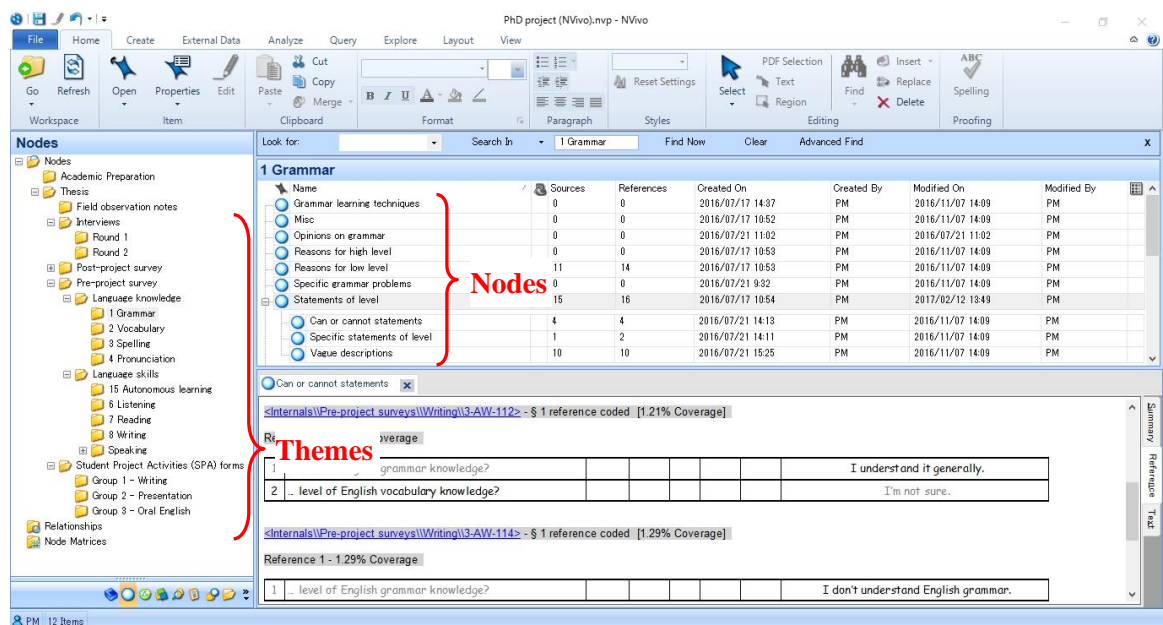 PhD project (NVivo).nvp - NVivo
File Home Create External Data Analyze Query Explore Layout View
Go Refresh Open Properties Edit Paste Cut Copy Merge
B I U A
Reset Settings
Select PDF Selection Text Region Find Insert Replace Delete
ABC Spelling
Workspace Item Clipboard Format Paragraph Styles Editing Proofing
Nodes
Look for: Search In 1 Grammar Find Now Clear Advanced Find x
Nodes
Academic Preparation
Thesis
Field observation notes
Interviews
Round 1
Round 2
Post-project survey
Pre-project survey
Language knowledge
1 Grammar
2 Vocabulary
3 Spelling
4 Pronunciation
Language skills
15 Autonomous learning
6 Listening
7 Reading
8 Writing
Speaking
Student Project Activities (SPA) forms
Group 1 - Writing
Group 2 - Presentation
Group 3 - Oral English
Relationships
Node Matrices
Themes
1 Grammar
Name Sources References Created On Created By Modified On Modified By
Grammar learning techniques 0 0 2016/07/17 14:37 PM 2016/11/07 14:09 PM
Misc 0 0 2016/07/17 10:52 PM 2016/11/07 14:09 PM
Opinions on grammar 0 0 2016/07/21 11:02 PM 2016/07/21 11:02 PM
Reasons for high level 0 0 2016/07/17 10:53 PM 2016/11/07 14:09 PM
Reasons for low level 11 14 2016/07/17 10:53 PM 2016/11/07 14:09 PM
Specific grammar problems 0 0 2016/07/21 9:32 PM 2016/11/07 14:09 PM
Statements of level 15 16 2016/07/17 10:54 PM 2017/02/12 13:49 PM
Can or cannot statements 4 4 2016/07/21 14:13 PM 2016/11/07 14:09 PM
Specific statements of level 1 2 2016/07/21 14:11 PM 2016/11/07 14:09 PM
Vague descriptions 10 10 2016/07/21 15:25 PM 2016/11/07 14:09 PM
Nodes
Can or cannot statements x
<Internals\\Pre-project surveys\\Writing\\3-AW-112> - § 1 reference coded [1.21% Coverage]
overage
1 grammar knowledge? I understand it generally.
2 .. level of English vocabulary knowledge? I'm not sure.
<Internals\\Pre-project surveys\\Writing\\3-AW-114> - § 1 reference coded [1.29% Coverage]
Reference 1 - 1.29% Coverage
1 .. level of English grammar knowledge? I don't understand English grammar.
Summary
Reference
Text
PM 12 Items